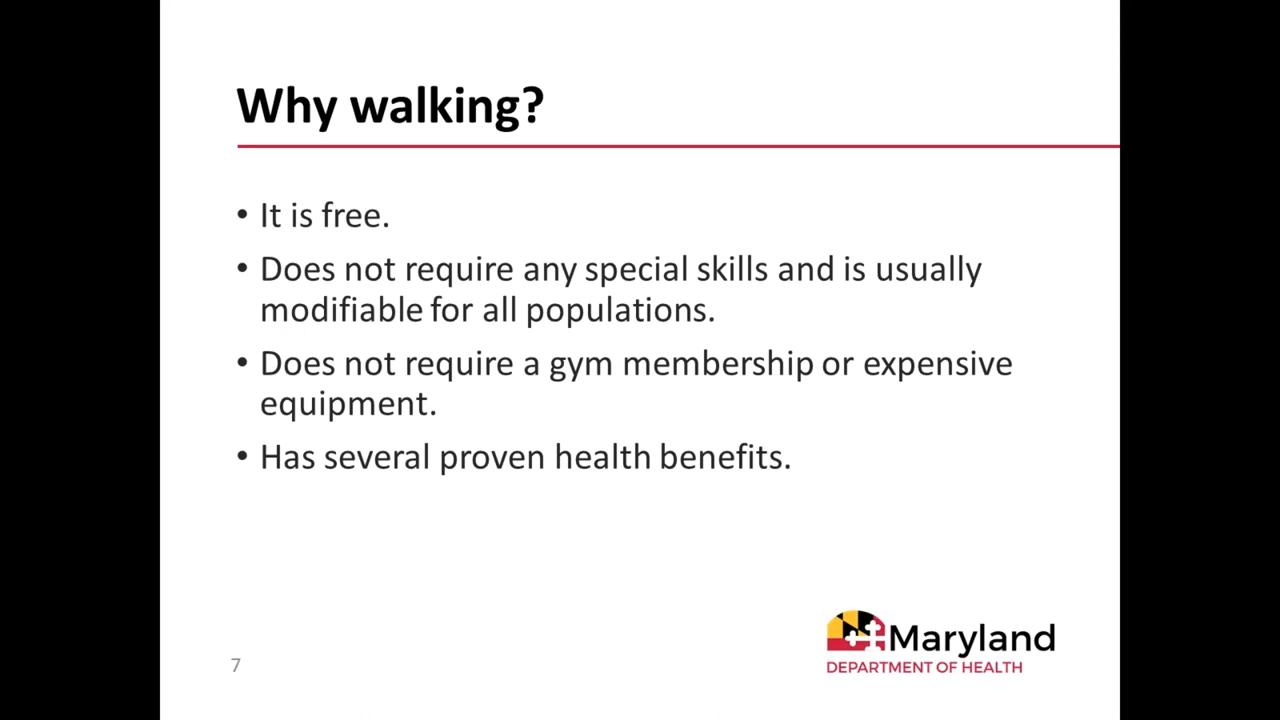 Why walking?
• It is free.
• Does not require any special skills and is usually
modifiable for all populations.
• Does not require a gym membership or expensive
equipment.
• Has several proven health benefits.
7
Maryland
DEPARTMENT OF HEALTH